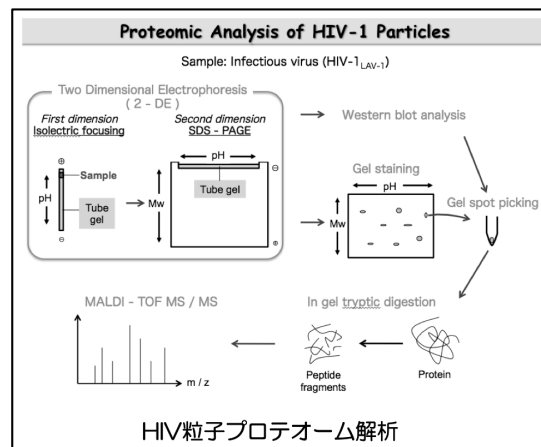 Proteomic Analysis of HIV-1 Particles
Sample: Infectious virus (HIV-1LAV-1)
Two Dimensional Electophoresis
( 2 - DE )
First dimension
Isolectric focusing
Second dimension
SDS - PAGE
⊕
Sample
pH
Tube
gel
⊖
pH
Mw
Tube gel
⊖
⊕
Western blot analysis
Gel staining
pH
Mw
Gel spot picking
MALDI - TOF MS / MS
m / z
In gel tryptic digestion
Peptide
fragments
Protein
HIV粒子プロテオーム解析